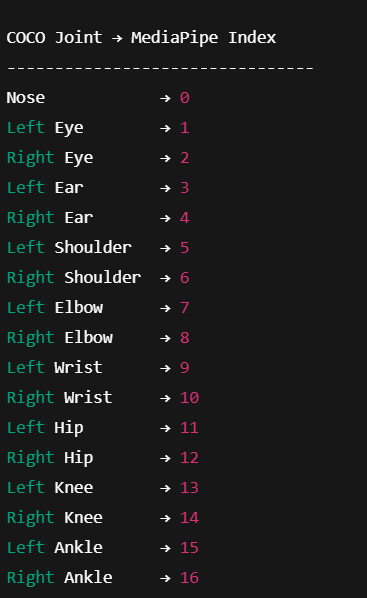 COCO Joint → MediaPipe Index
--------------------------------
Nose → 0
Left Eye → 1
Right Eye → 2
Left Ear → 3
Right Ear → 4
Left Shoulder → 5
Right Shoulder → 6
Left Elbow → 7
Right Elbow → 8
Left Wrist → 9
Right Wrist → 10
Left Hip → 11
Right Hip → 12
Left Knee → 13
Right Knee → 14
Left Ankle → 15
Right Ankle → 16